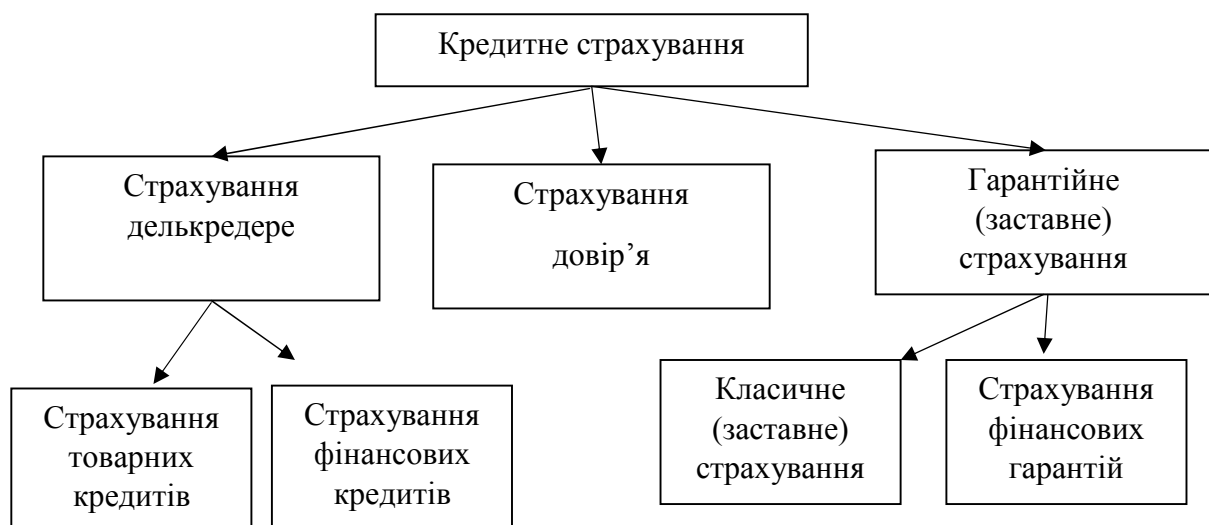 Кредитне страхування
Страхування
делькредере
Страхування
довір’я
Гарантійне
(заставне)
страхування
Страхування
товарних
кредитів
Страхування
фінансових
кредитів
Класичне
(заставне)
страхування
Страхування
фінансових
гарантій